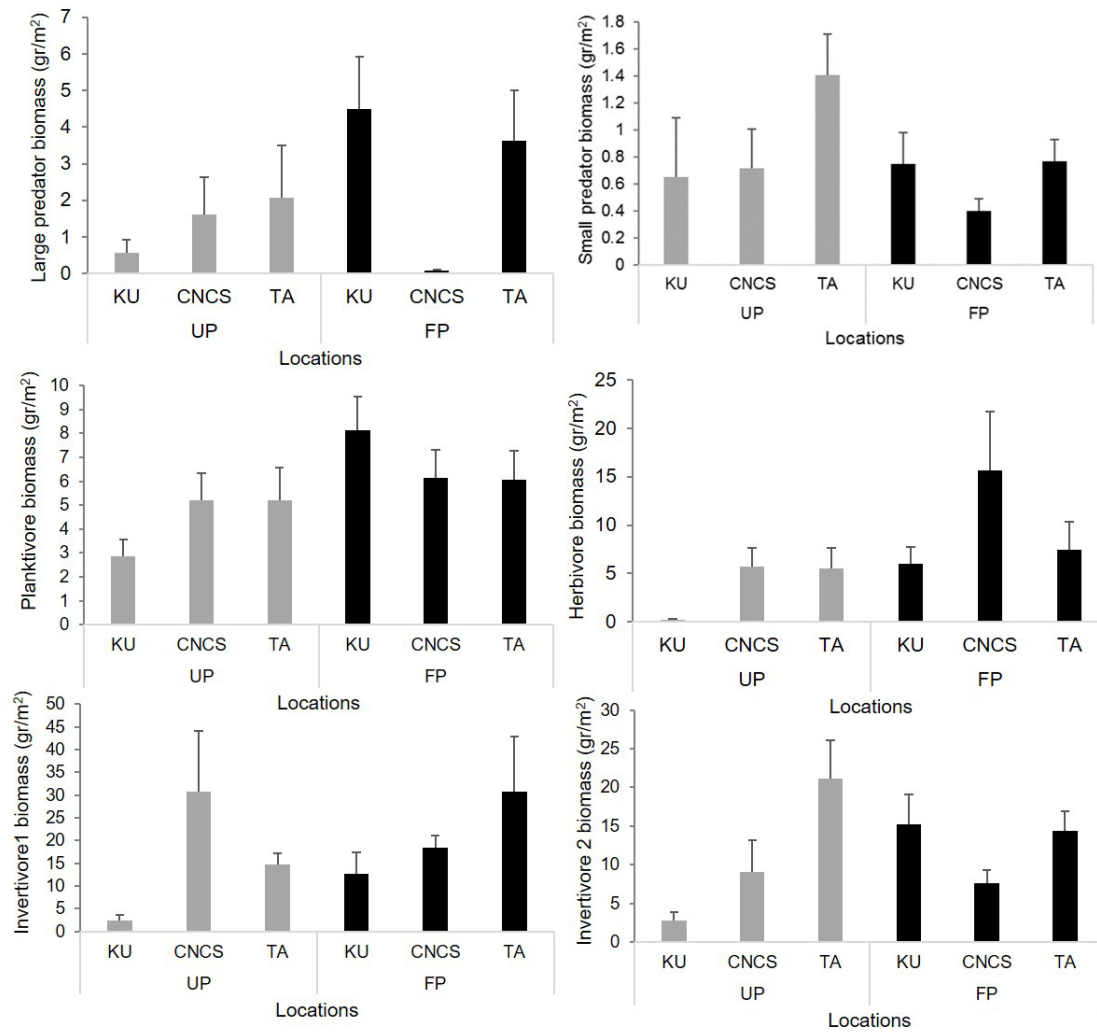 Large predator biomass (gr/m²)
7
6
5
4
3
2
1
0
KU CNCS TA KU CNCS TA
UP FP
Locations
Small predator biomass (gr/m²)
1.8
1.6
1.4
1.2
1
0.8
0.6
0.4
0.2
0
KU CNCS TA KU CNCS TA
UP FP
Locations
Planktivore biomass (gr/m²)
10
9
8
7
6
5
4
3
2
1
0
KU CNCS TA KU CNCS TA
UP FP
Locations
Herbivore biomass (gr/m²)
25
20
15
10
5
0
KU CNCS TA KU CNCS TA
UP FP
Locations
Invertivore1 biomass (gr/m²)
50
45
40
35
30
25
20
15
10
5
0
KU CNCS TA KU CNCS TA
UP FP
Locations
Invertivore 2 biomass (gr/m²)
30
25
20
15
10
5
0
KU CNCS TA KU CNCS TA
UP FP
Locations